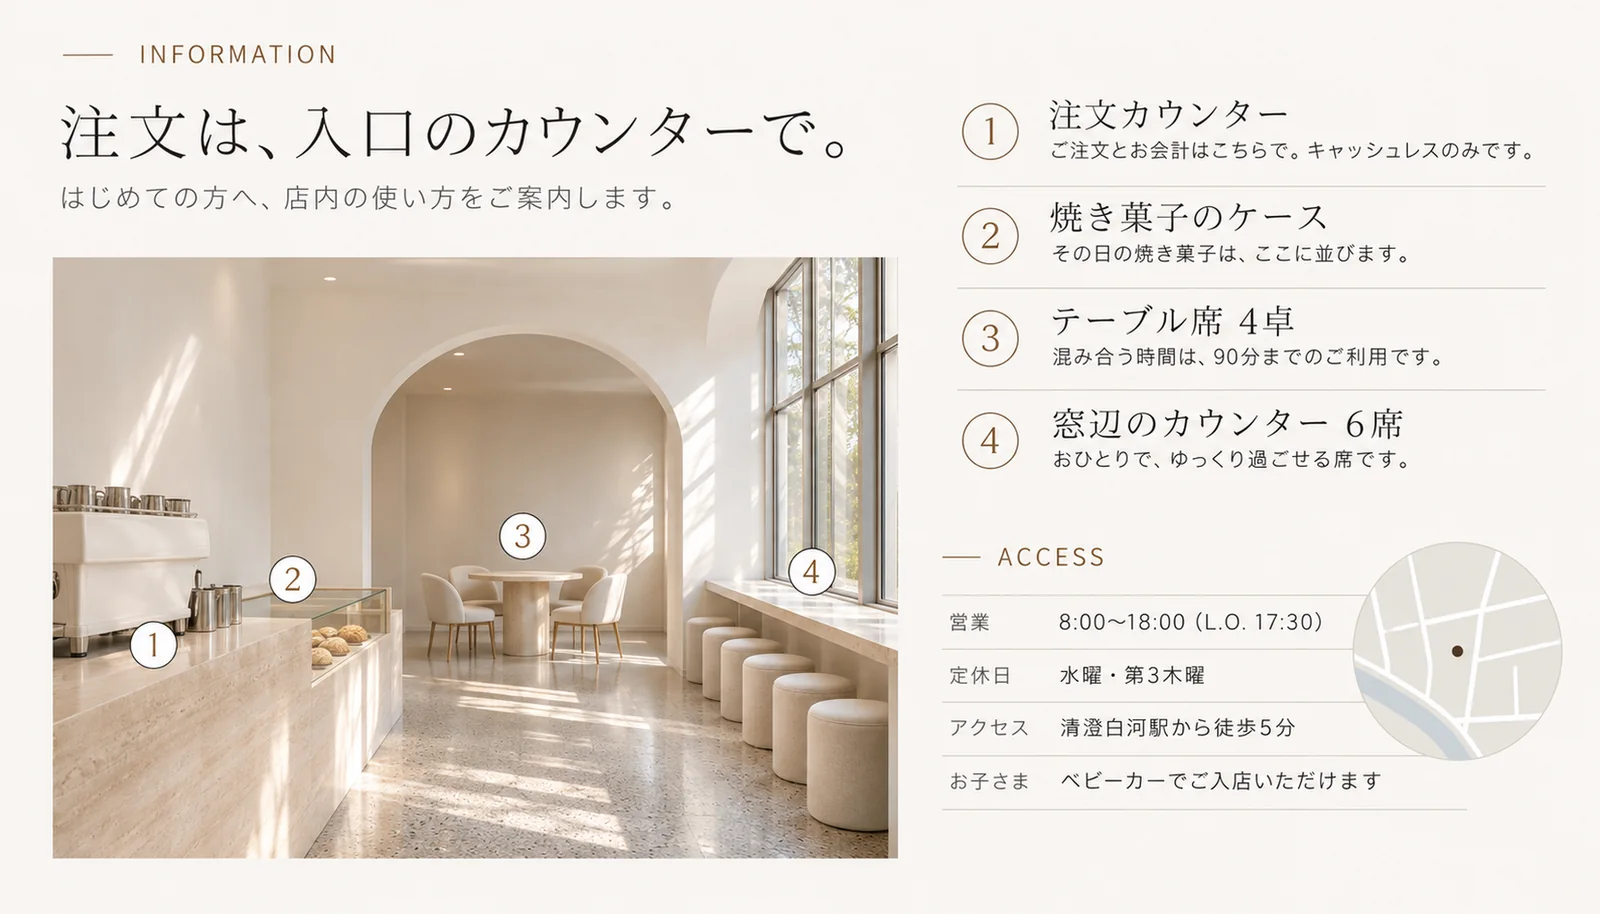 INFORMATION
注文は、入口のカウンターで。
はじめての方へ、店内の使い方をご案内します。
1
2
3
4
1
注文カウンター
ご注文とお会計はこちらで。キャッシュレスのみです。
2
焼き菓子のケース
その日の焼き菓子は、ここに並びます。
3
テーブル席 4卓
混み合う時間は、90分までのご利用です。
4
窓辺のカウンター 6席
おひとりで、ゆっくり過ごせる席です。
ACCESS
営業 8:00〜18:00（L.O. 17:30）
定休日 水曜・第3木曜
アクセス 清澄白河駅から徒歩5分
お子さま ベビーカーでご入店いただけます